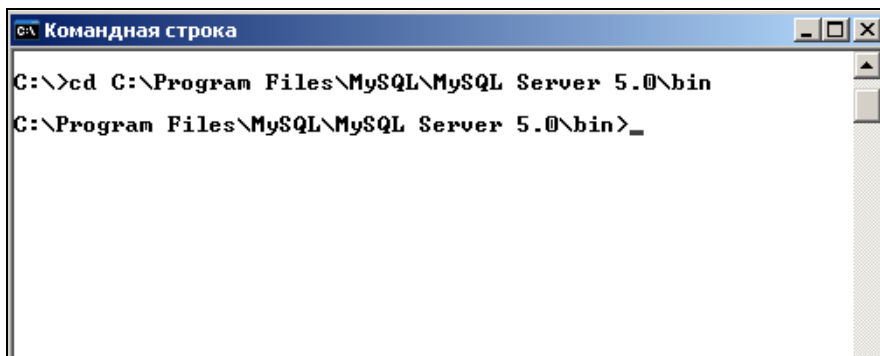 Командная строка
C:\>cd C:\Program Files\MySQL\MySQL Server 5.0\bin
C:\Program Files\MySQL\MySQL Server 5.0\bin>_